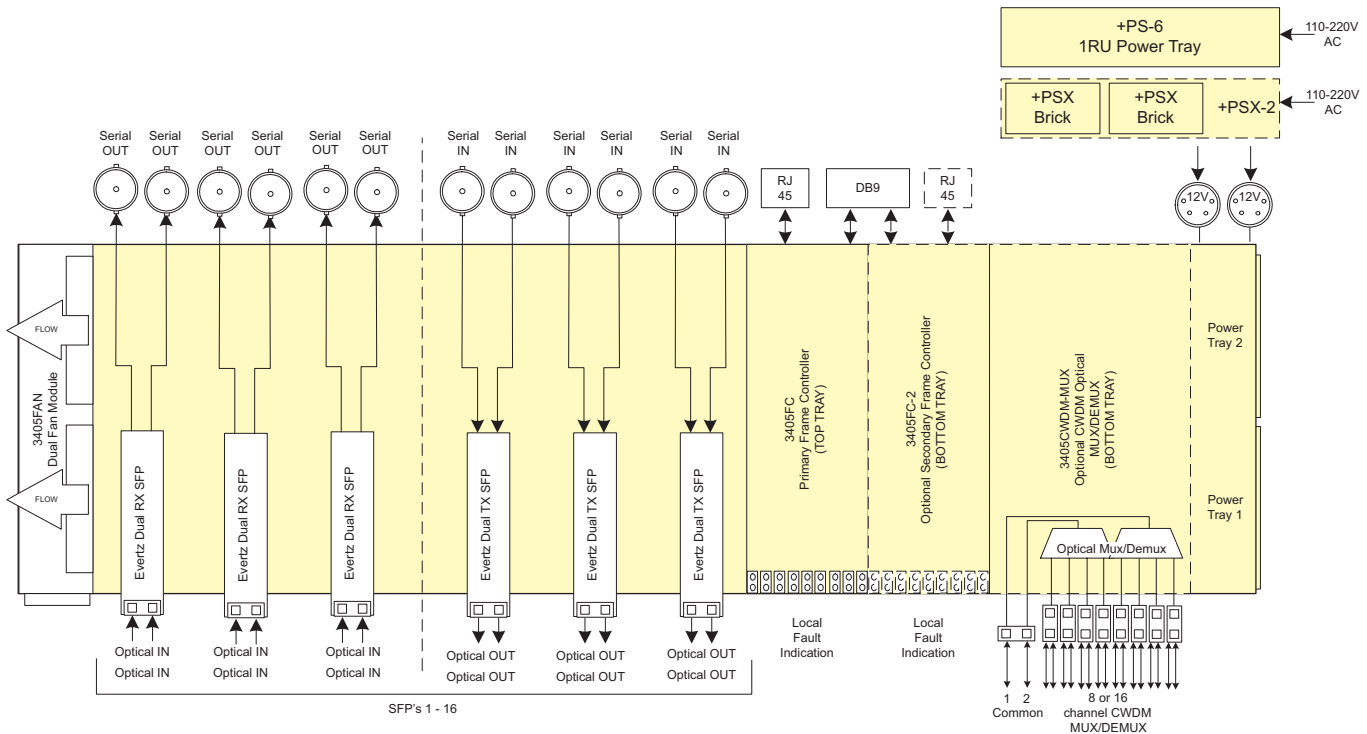 +PS-6
1RU Power Tray
110-220V
AC
+PSX
Brick
+PSX
Brick
+PSX-2
110-220V
AC
Serial
OUT
Serial
OUT
Serial
OUT
Serial
OUT
Serial
OUT
Serial
OUT
Serial
IN
Serial
IN
Serial
IN
Serial
IN
Serial
IN
Serial
IN
RJ
45
DB9
RJ
45
12V
12V
FLOW
FLOW
3405FAN
Dual Fan Module
Evertz Dual RX SFP
Evertz Dual RX SFP
Evertz Dual RX SFP
Evertz Dual TX SFP
Evertz Dual TX SFP
Evertz Dual TX SFP
3405FC
Primary Frame Controller
(TOP TRAY)
3405FC-2
Optional Secondary Frame Controller
(BOTTOM TRAY)
3405CWDM-MUX
Optional CWDM Optical
MUX/DEMUX
(BOTTOM TRAY)
Power
Tray 2
Power
Tray 1
Optical Mux/Demux
Optical IN
Optical IN
Optical IN
Optical IN
Optical IN
Optical IN
Optical OUT
Optical OUT
Optical OUT
Optical OUT
Optical OUT
Optical OUT
Local
Fault
Indication
Local
Fault
Indication
1 2
Common
8 or 16
channel CWDM
MUX/DEMUX
SFP's 1 - 16